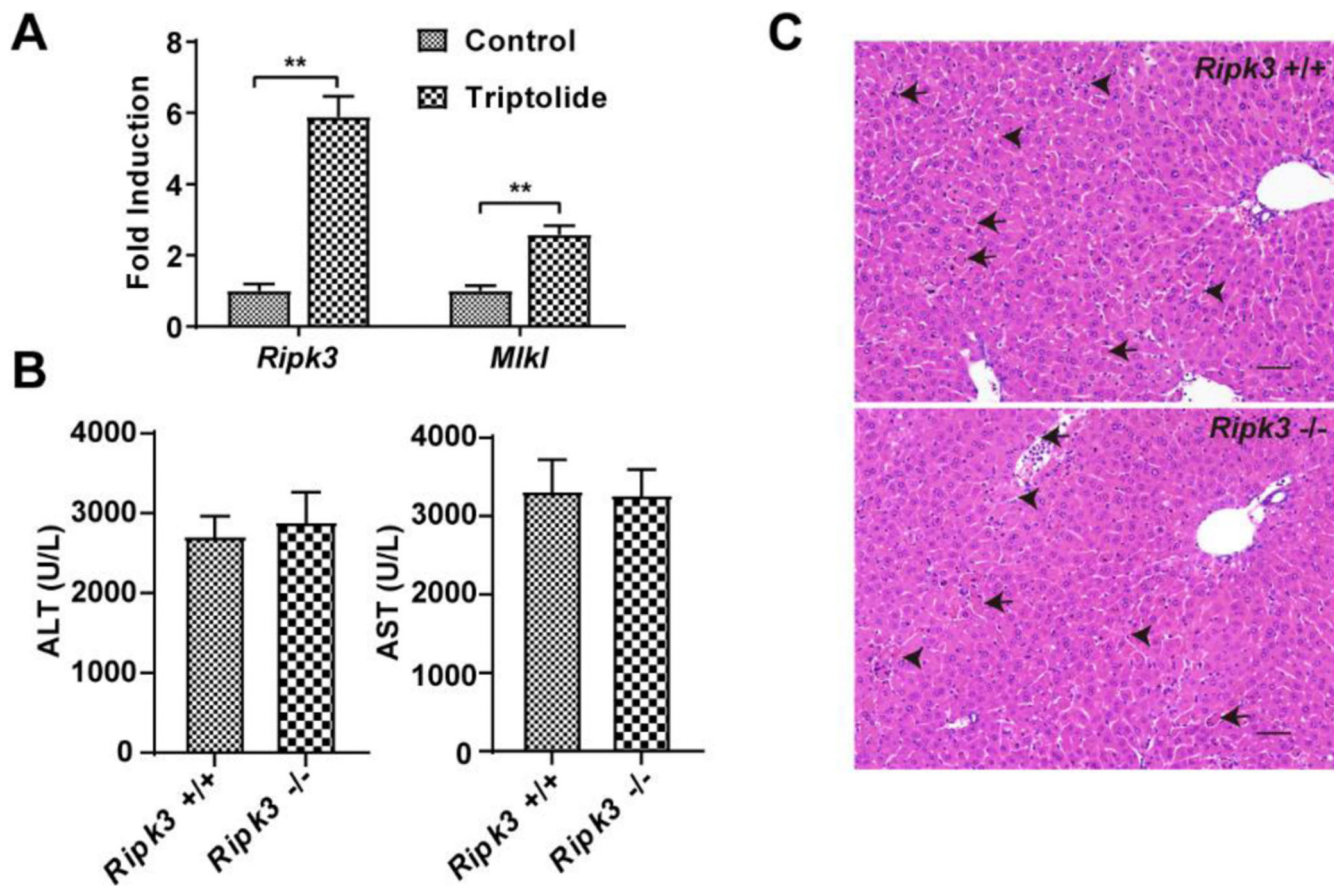 A
8
6
4
2
0
Fold Induction
**
**
Control
Triptolide
Ripk3
Mlkl
B
4000
3000
2000
1000
0
ALT (U/L)
Ripk3 +/+
Ripk3 -/-
4000
3000
2000
1000
0
AST (U/L)
Ripk3 +/+
Ripk3 -/-
C
Ripk3 +/+
Ripk3 -/-